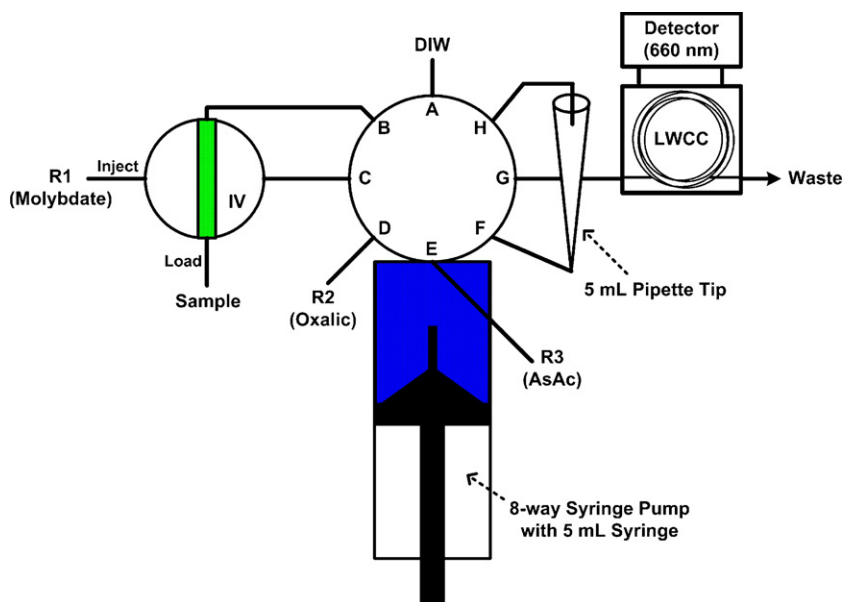 Detector
(660 nm)
DIW
A
B
H
LWCC
Inject
R1
(Molybdate)
IV
C
G
Waste
Load
D
F
E
Sample
R2
(Oxalic)
5 mL Pipette Tip
R3
(AsAc)
8-way Syringe Pump
with 5 mL Syringe